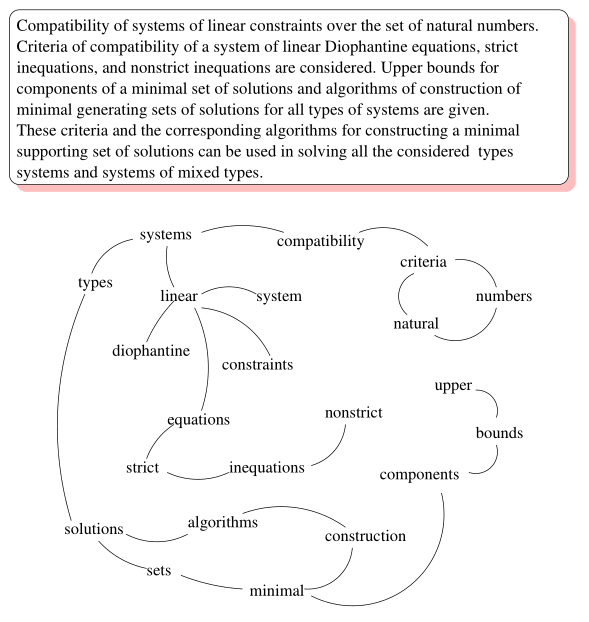 Compatibility of systems of linear constraints over the set of natural numbers.
Criteria of compatibility of a system of linear Diophantine equations, strict
inequations, and nonstrict inequations are considered. Upper bounds for
components of a minimal set of solutions and algorithms of construction of
minimal generating sets of solutions for all types of systems are given.
These criteria and the corresponding algorithms for constructing a minimal
supporting set of solutions can be used in solving all the considered types
systems and systems of mixed types.
systems
compatibility
criteria
types
linear
system
numbers
natural
diophantine
constraints
upper
equations
nonstrict
bounds
strict
inequations
components
solutions
algorithms
construction
sets
minimal